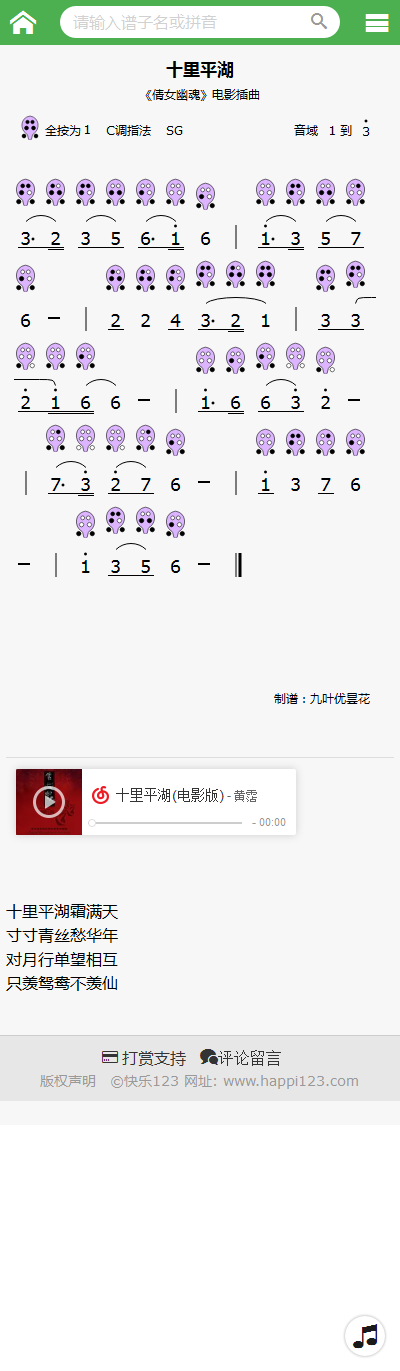 请输入谱子名或拼音
十里平湖
《倩女幽魂》电影插曲
全按为 1 C调指法 SG 音域 1 到 3̇
3· 2 3 5 6· 1̇ 6 | 1̇· 3 5 7
6 – | 2 2 4 3· 2 1 | 3 3
2̇ 1̇ 6 6 – | 1̇· 6 6 3̇ 2̇ –
| 7· 3̇ 2̇ 7 6 – | 1̇ 3 7 6
– | 1̇ 3 5 6 – ‖
制谱：九叶优昙花
十里平湖(电影版) - 黄霑
- 00:00
十里平湖霜满天
寸寸青丝愁华年
对月行单望相互
只羡鸳鸯不羡仙
打赏支持 评论留言
版权声明 ©快乐123 网址: www.happi123.com